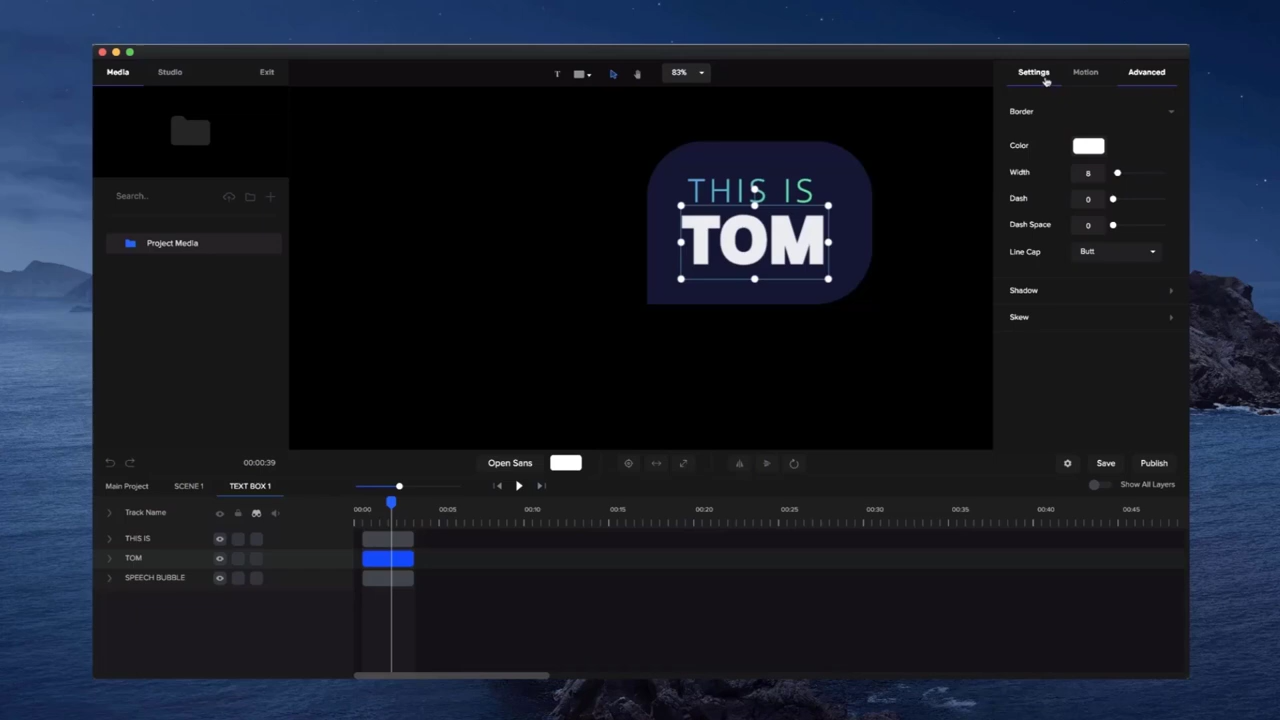 Media Studio Exit
T 83%
Settings Motion Advanced
Border
Color
Width 8
Dash 0
Dash Space 0
Line Cap Butt
Shadow
Skew
Search..
Project Media
THIS IS
TOM
00:00:39
Open Sans
Save Publish
Main Project SCENE 1 TEXT BOX 1
Show All Layers
Track Name
00:00 00:05 00:10 00:15 00:20 00:25 00:30 00:35 00:40 00:45
THIS IS
TOM
SPEECH BUBBLE